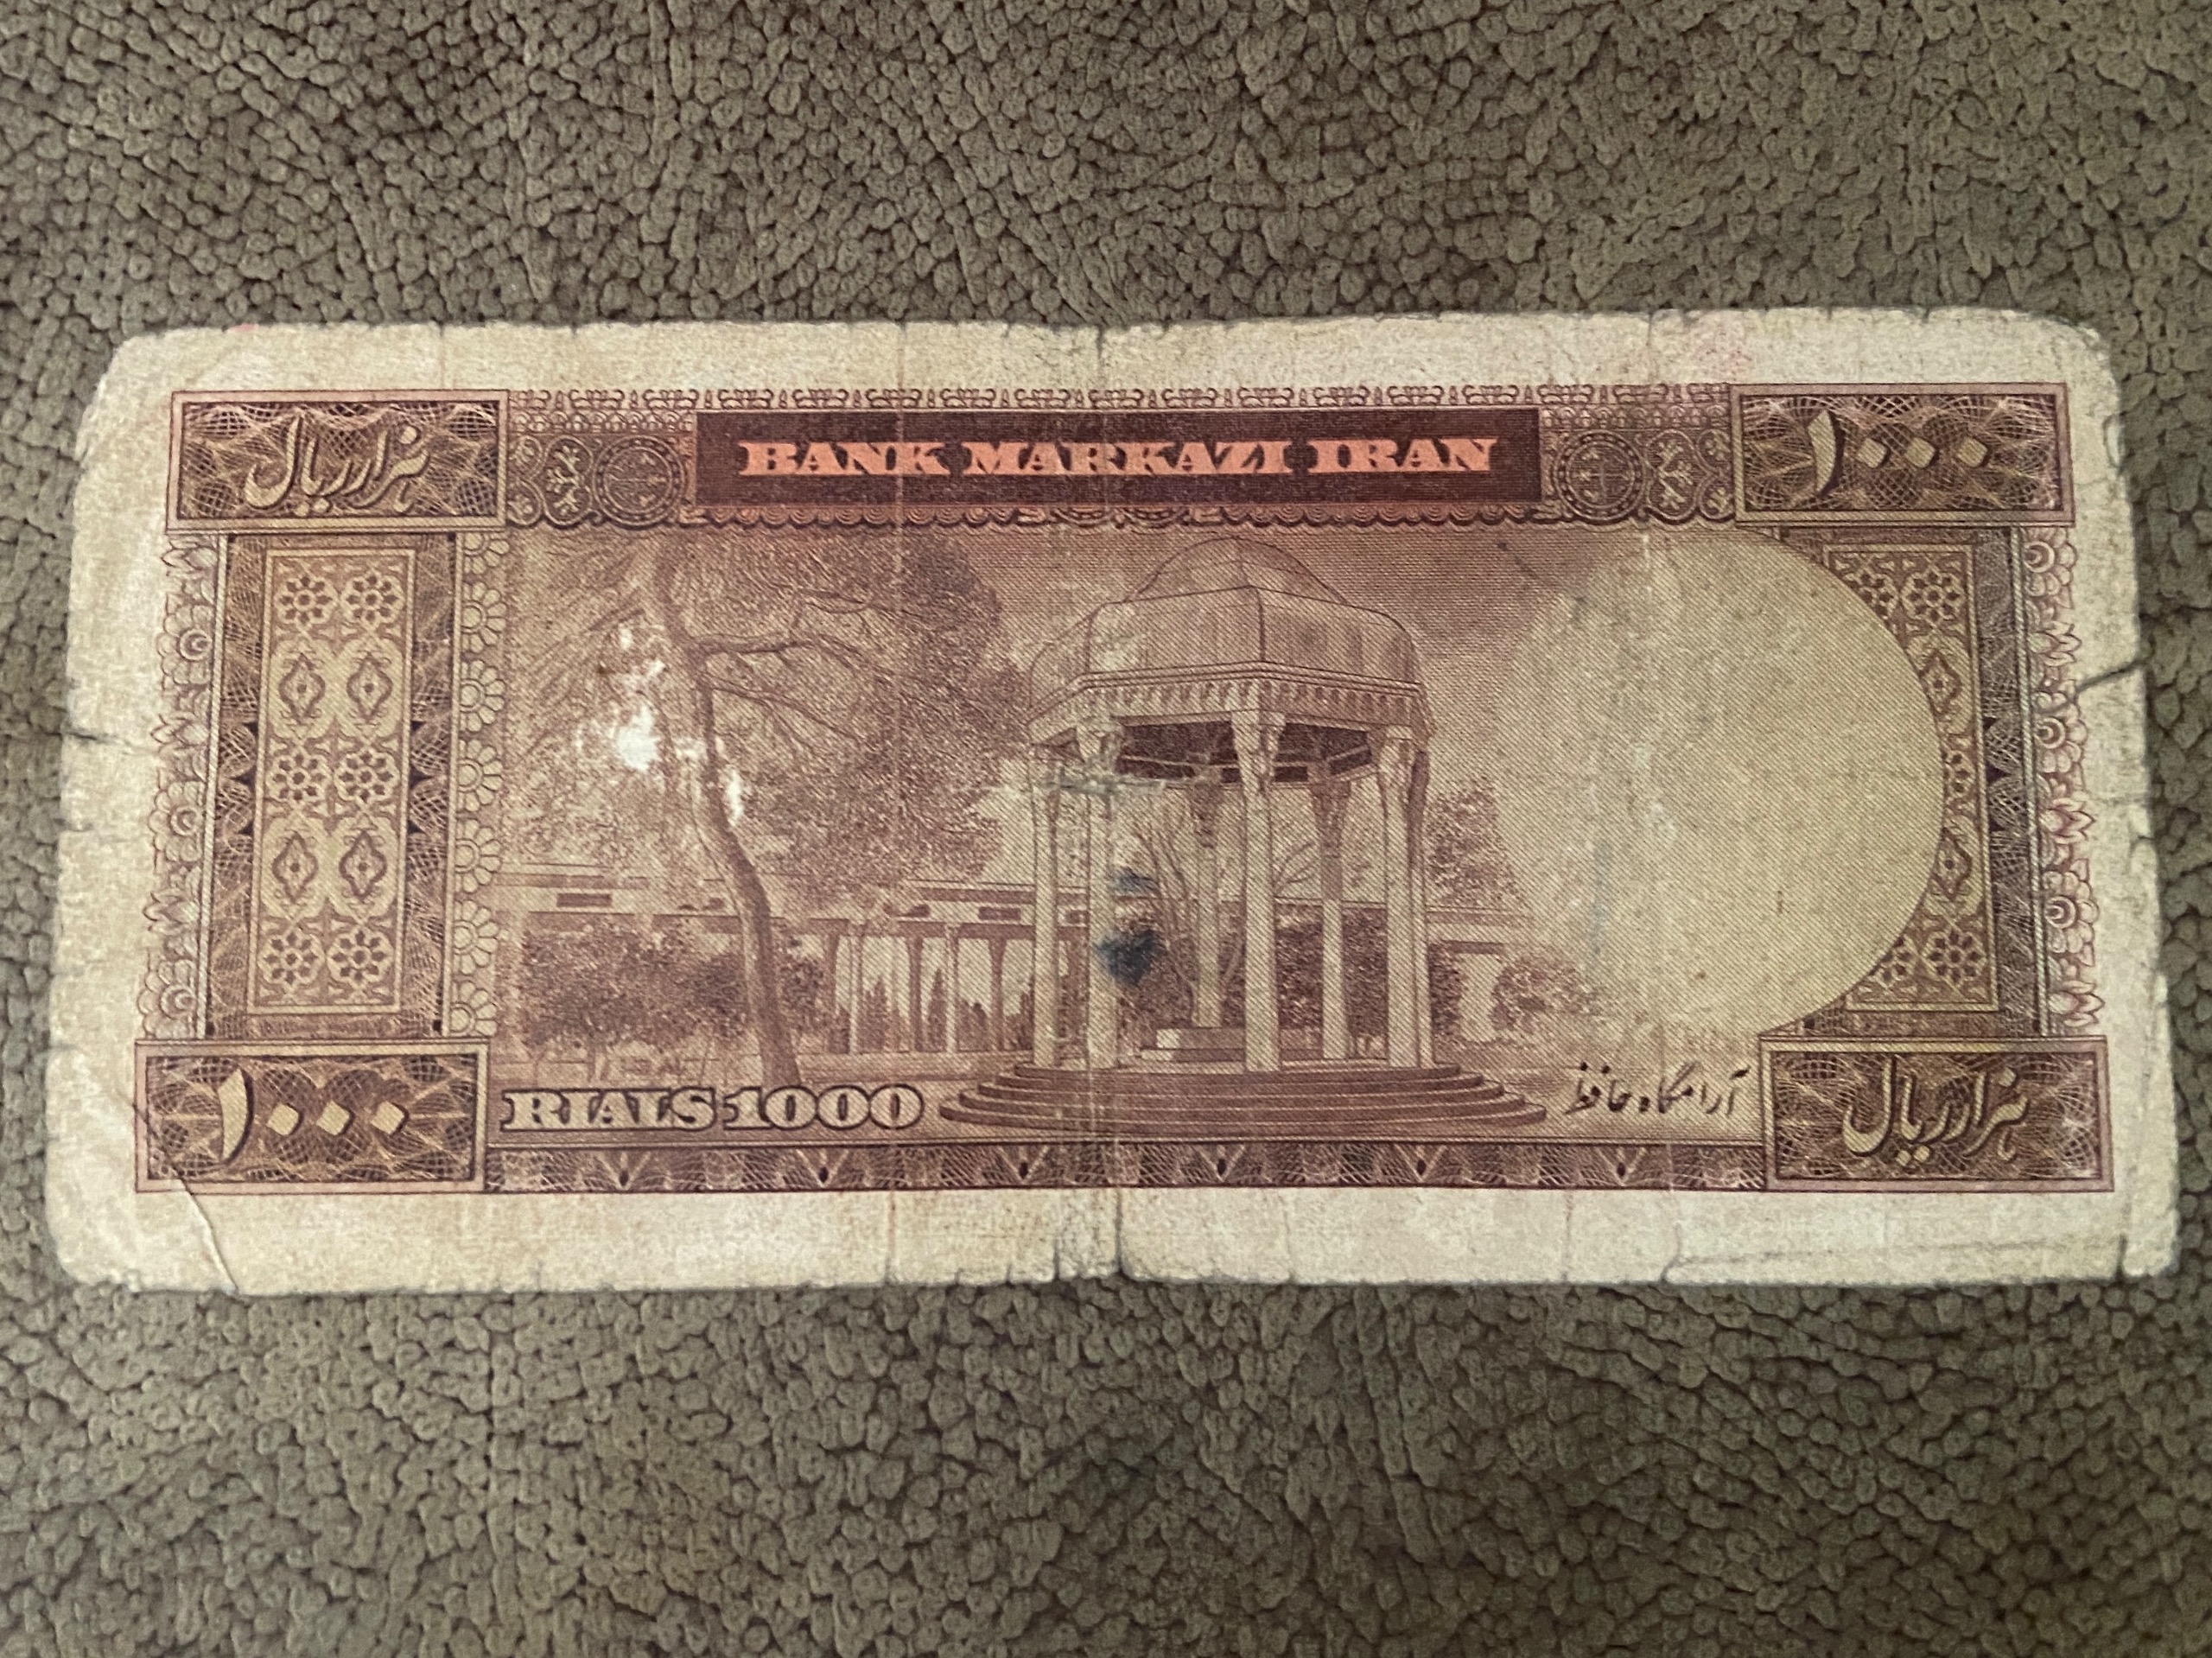 هزار ریال
BANK MARKAZI IRAN
۱۰۰۰
۱۰۰۰
RIALS 1000
آرامگاه حافظ
هزار ریال